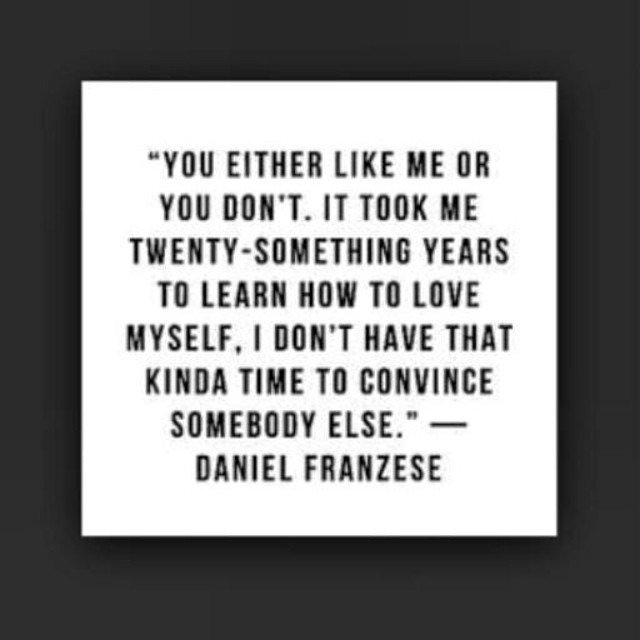 “YOU EITHER LIKE ME OR
YOU DON'T. IT TOOK ME
TWENTY-SOMETHING YEARS
TO LEARN HOW TO LOVE
MYSELF, I DON'T HAVE THAT
KINDA TIME TO CONVINCE
SOMEBODY ELSE.” —
DANIEL FRANZESE